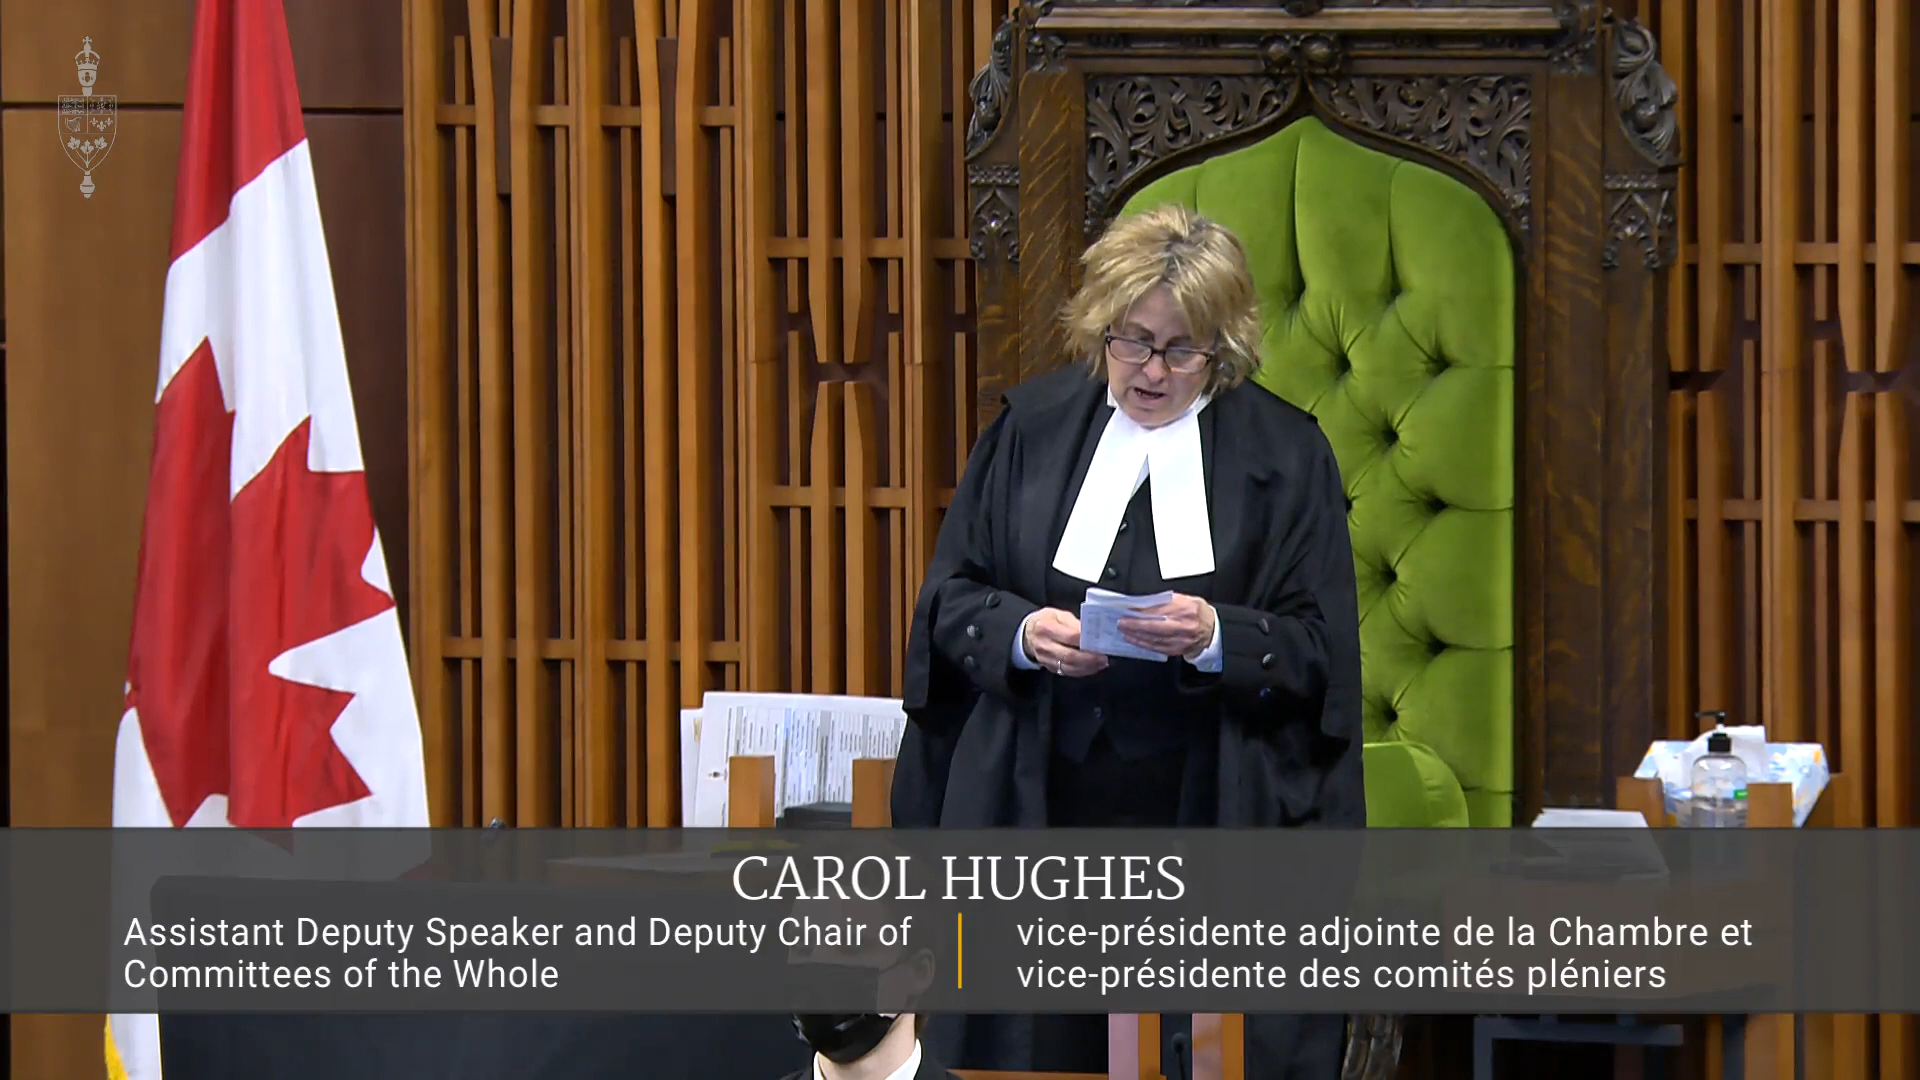 CAROL HUGHES
Assistant Deputy Speaker and Deputy Chair of
Committees of the Whole
vice-présidente adjointe de la Chambre et
vice-présidente des comités pléniers